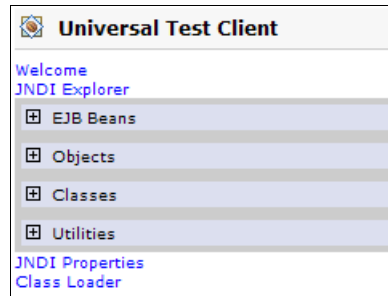 Universal Test Client
Welcome
JNDI Explorer
EJB Beans
Objects
Classes
Utilities
JNDI Properties
Class Loader